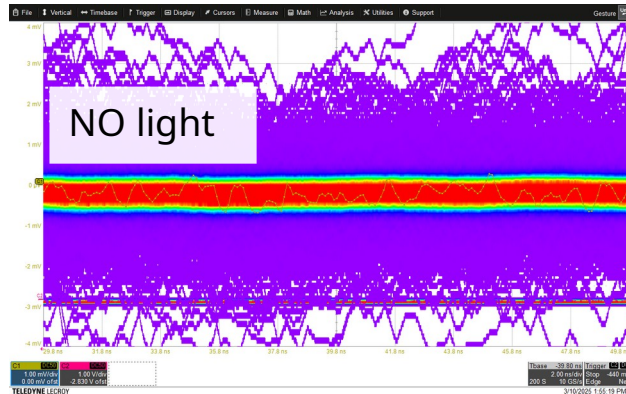 File Vertical Timebase Trigger Display Cursors Measure Math Analysis Utilities Support Gesture
4 mV
3 mV
2 mV
NO light
-1 mV
-2 mV
-3 mV
-4 mV
29.8 ns 31.8 ns 33.8 ns 35.8 ns 37.8 ns 39.8 ns 41.8 ns 43.8 ns 45.8 ns 47.8 ns 49.8 n
C1 DC50
1.00 mV/div 1.00 V/div
0.00 mV ofst -2.830 V ofst
Tbase -39.80 ns Trigger
2.00 ns/div Stop -440 m
200 S 10 GS/s Edge Ne
TELEDYNE LECROY 3/10/2025 1:55:19 PM